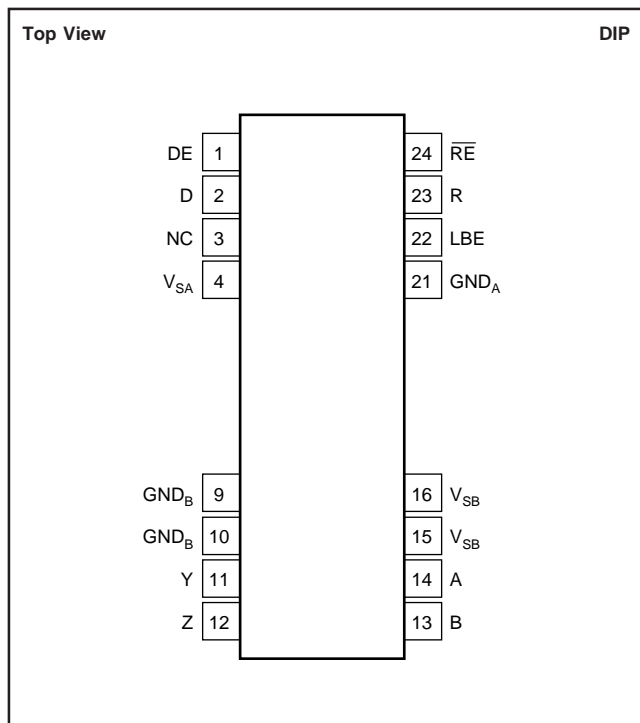 Top View DIP
DE 1 24 R̅E̅
D 2 23 R
NC 3 22 LBE
V_SA 4 21 GND_A
GND_B 9 16 V_SB
GND_B 10 15 V_SB
Y 11 14 A
Z 12 13 B